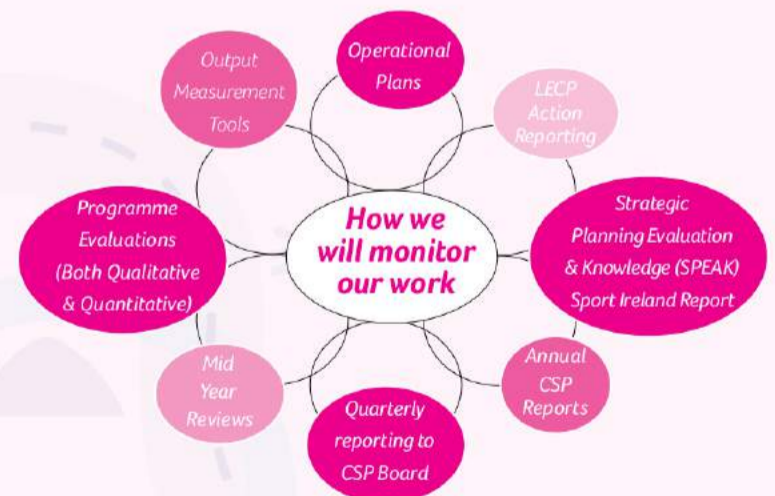 Operational
Plans
Output
Measurement
Tools
LECP
Action
Reporting
Programme
Evaluations
(Both Qualitative
& Quantitative)
How we
will monitor
our work
Strategic
Planning Evaluation
& Knowledge (SPEAK)
Sport Ireland Report
Mid
Year
Reviews
Annual
CSP
Reports
Quarterly
reporting to
CSP Board